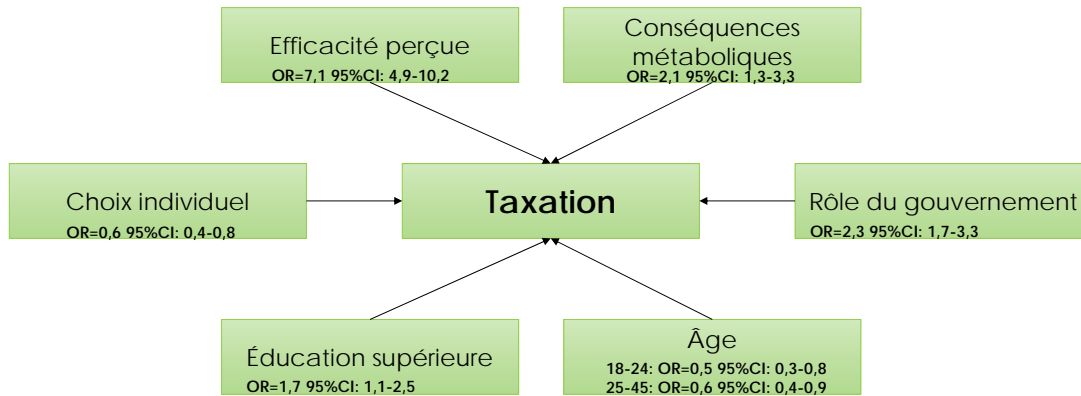 Efficacité perçue
OR=7,1 95%CI: 4,9-10,2
Conséquences
métaboliques
OR=2,1 95%CI: 1,3-3,3
Choix individuel
OR=0,6 95%CI: 0,4-0,8
Taxation
Rôle du gouvernement
OR=2,3 95%CI: 1,7-3,3
Éducation supérieure
OR=1,7 95%CI: 1,1-2,5
Âge
18-24: OR=0,5 95%CI: 0,3-0,8
25-45: OR=0,6 95%CI: 0,4-0,9